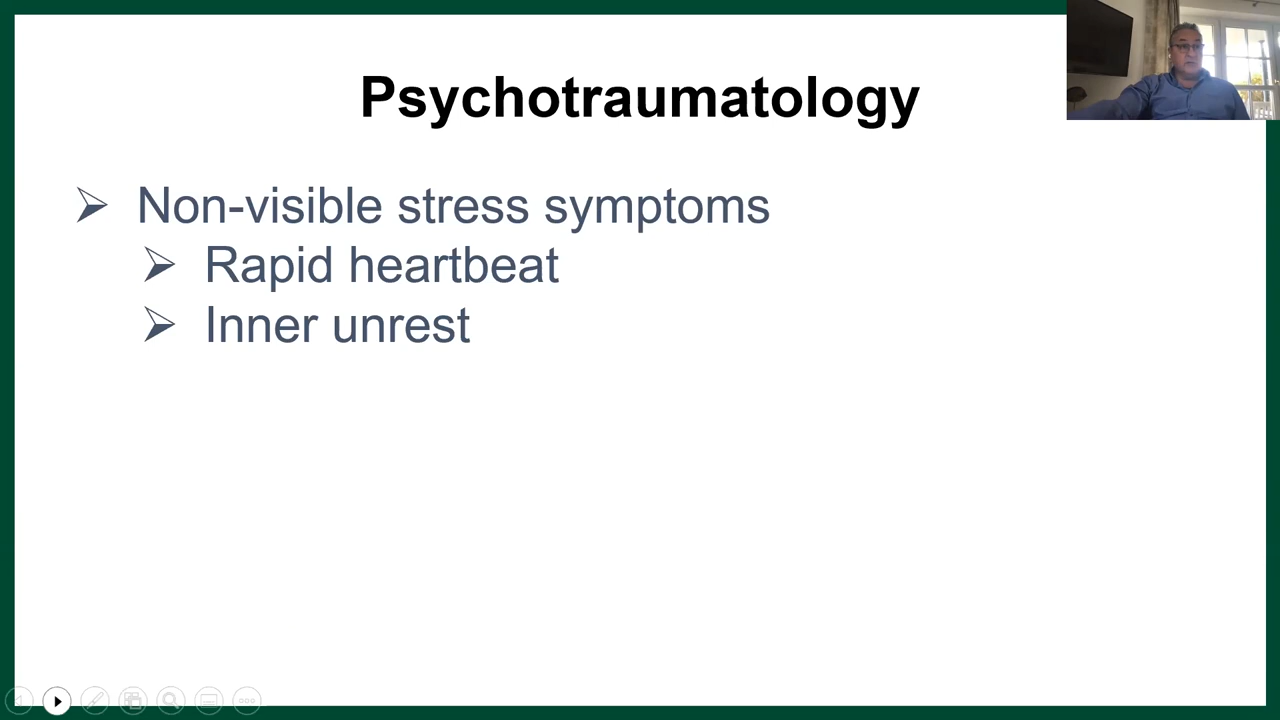 Psychotraumatology
Non-visible stress symptoms
Rapid heartbeat
Inner unrest